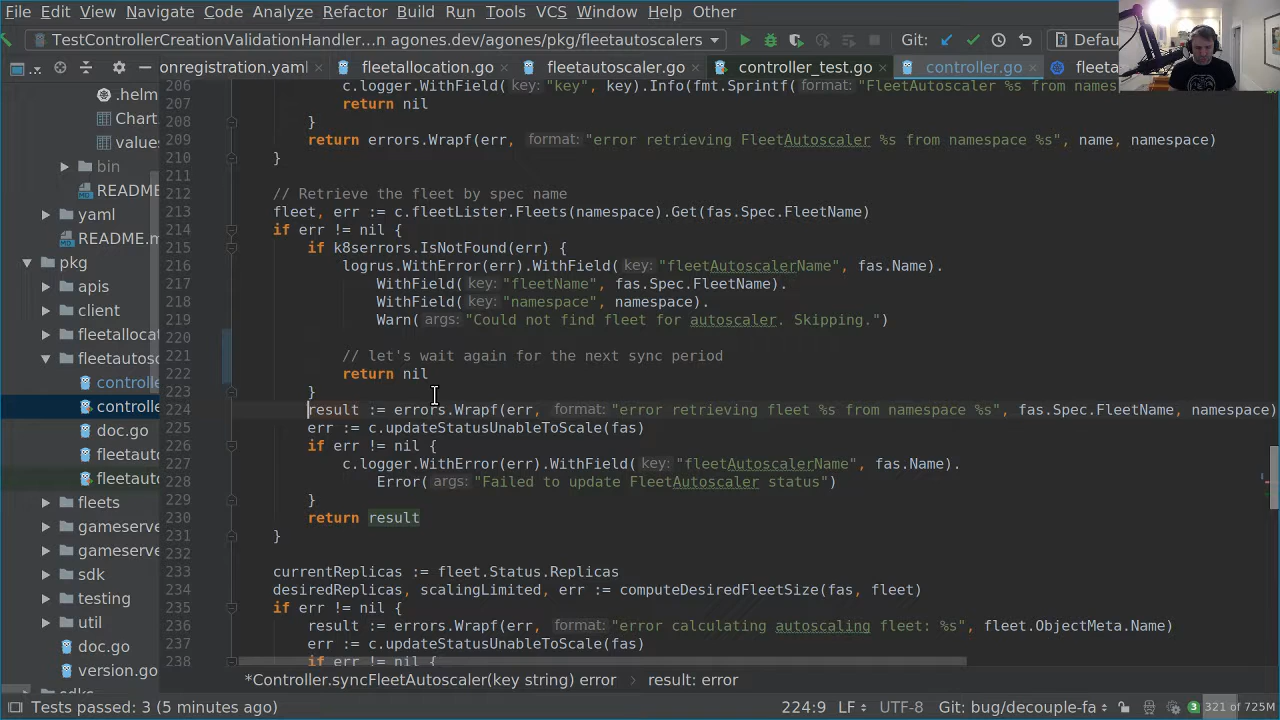 File Edit View Navigate Code Analyze Refactor Build Run Tools VCS Window Help Other
TestControllerCreationValidationHandler...n agones.dev/agones/pkg/fleetautoscalers Git: Defau
onregistration.yaml fleetallocation.go fleetautoscaler.go controller_test.go controller.go fleeta
.helm
Chart
values
bin
README
yaml
README.m
pkg
apis
client
fleetalloca
fleetautosc
controlle
controlle
doc.go
fleetauto
fleetauto
fleets
gameserve
gameserve
sdk
testing
util
doc.go
version.go
206 c.logger.WithField( key: "key", key).Info(fmt.Sprintf( format: "FleetAutoscaler %s from names
207 return nil
208 }
209 return errors.Wrapf(err, format: "error retrieving FleetAutoscaler %s from namespace %s", name, namespace)
210 }
211
212 // Retrieve the fleet by spec name
213 fleet, err := c.fleetLister.Fleets(namespace).Get(fas.Spec.FleetName)
214 if err != nil {
215 if k8serrors.IsNotFound(err) {
216 logrus.WithError(err).WithField( key: "fleetAutoscalerName", fas.Name).
217 WithField( key: "fleetName", fas.Spec.FleetName).
218 WithField( key: "namespace", namespace).
219 Warn( args: "Could not find fleet for autoscaler. Skipping.")
220
221 // let's wait again for the next sync period
222 return nil
223 }
224 result := errors.Wrapf(err, format: "error retrieving fleet %s from namespace %s", fas.Spec.FleetName, namespace)
225 err := c.updateStatusUnableToScale(fas)
226 if err != nil {
227 c.logger.WithError(err).WithField( key: "fleetAutoscalerName", fas.Name).
228 Error( args: "Failed to update FleetAutoscaler status")
229 }
230 return result
231 }
232
233 currentReplicas := fleet.Status.Replicas
234 desiredReplicas, scalingLimited, err := computeDesiredFleetSize(fas, fleet)
235 if err != nil {
236 result := errors.Wrapf(err, format: "error calculating autoscaling fleet: %s", fleet.ObjectMeta.Name)
237 err := c.updateStatusUnableToScale(fas)
238 if err != nil {
*Controller.syncFleetAutoscaler(key string) error › result: error
Tests passed: 3 (5 minutes ago) 224:9 LF UTF-8 Git: bug/decouple-fa 3 321 of 725M